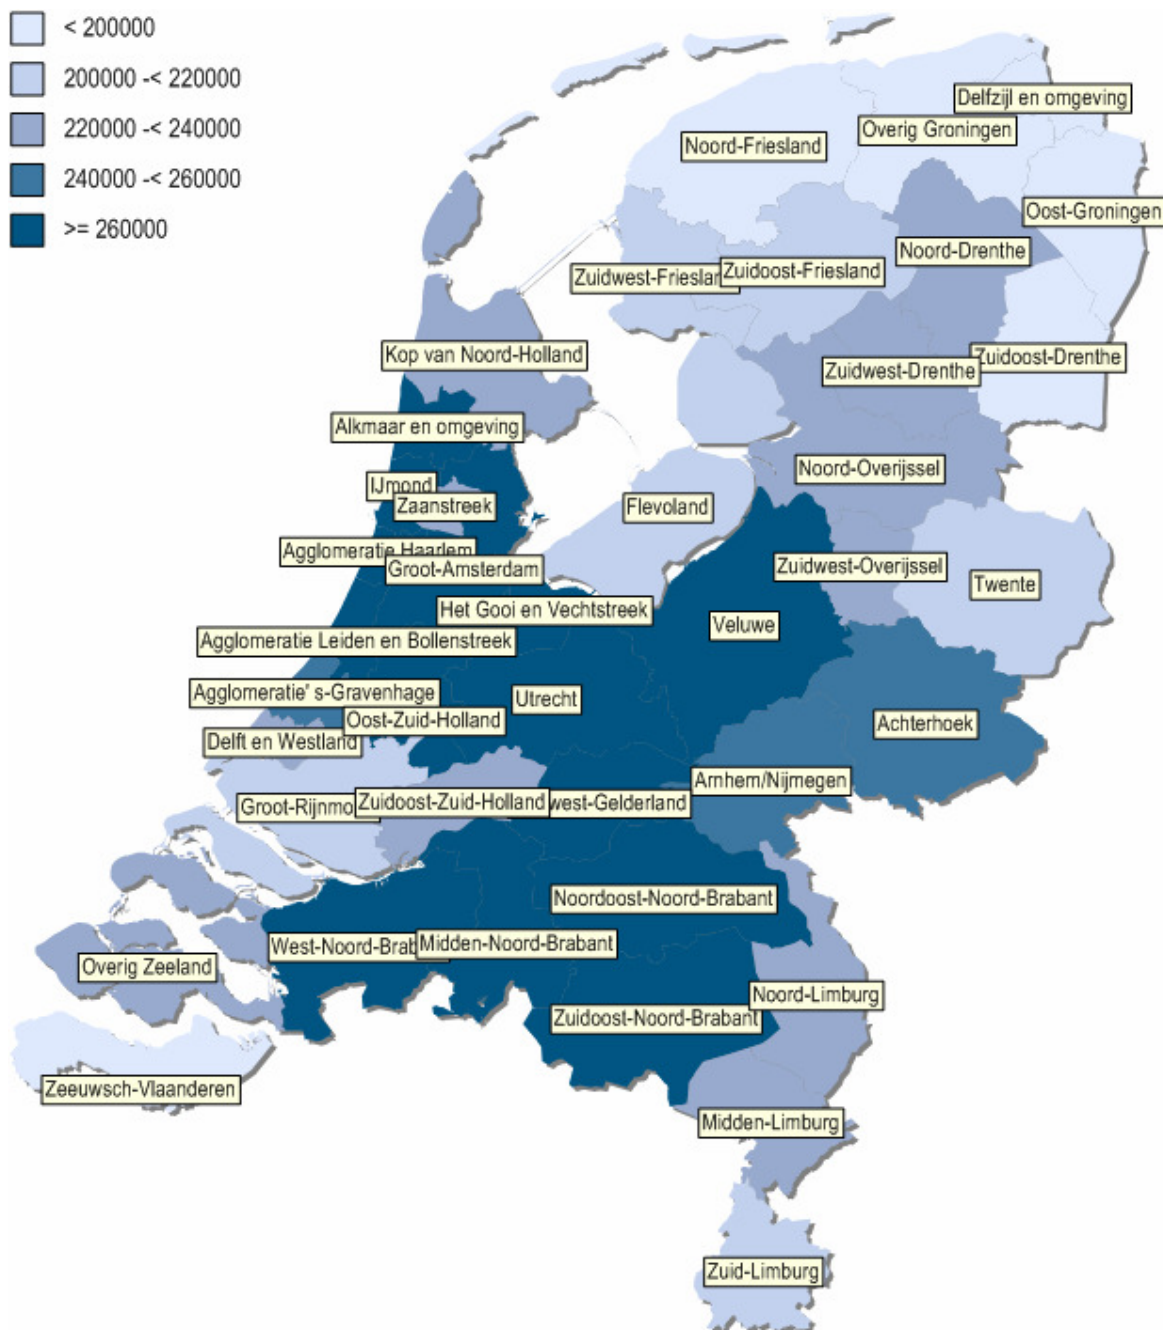 < 200000
200000 -< 220000
220000 -< 240000
240000 -< 260000
>= 260000
Delfzijl en omgeving
Overig Groningen
Noord-Friesland
Oost-Groningen
Noord-Drenthe
Zuidoost-Friesland
Zuidwest-Frieslan
Kop van Noord-Holland
Zuidoost-Drenthe
Zuidwest-Drenthe
Alkmaar en omgeving
Noord-Overijssel
IJmond
Zaanstreek
Flevoland
Agglomeratie Haarlem
Groot-Amsterdam
Zuidwest-Overijssel
Twente
Het Gooi en Vechtstreek
Veluwe
Agglomeratie Leiden en Bollenstreek
Agglomeratie' s-Gravenhage
Utrecht
Oost-Zuid-Holland
Achterhoek
Delft en Westland
Arnhem/Nijmegen
Groot-Rijnmo
Zuidoost-Zuid-Holland
west-Gelderland
Noordoost-Noord-Brabant
West-Noord-Brab
Midden-Noord-Brabant
Overig Zeeland
Noord-Limburg
Zuidoost-Noord-Brabant
Zeeuwsch-Vlaanderen
Midden-Limburg
Zuid-Limburg